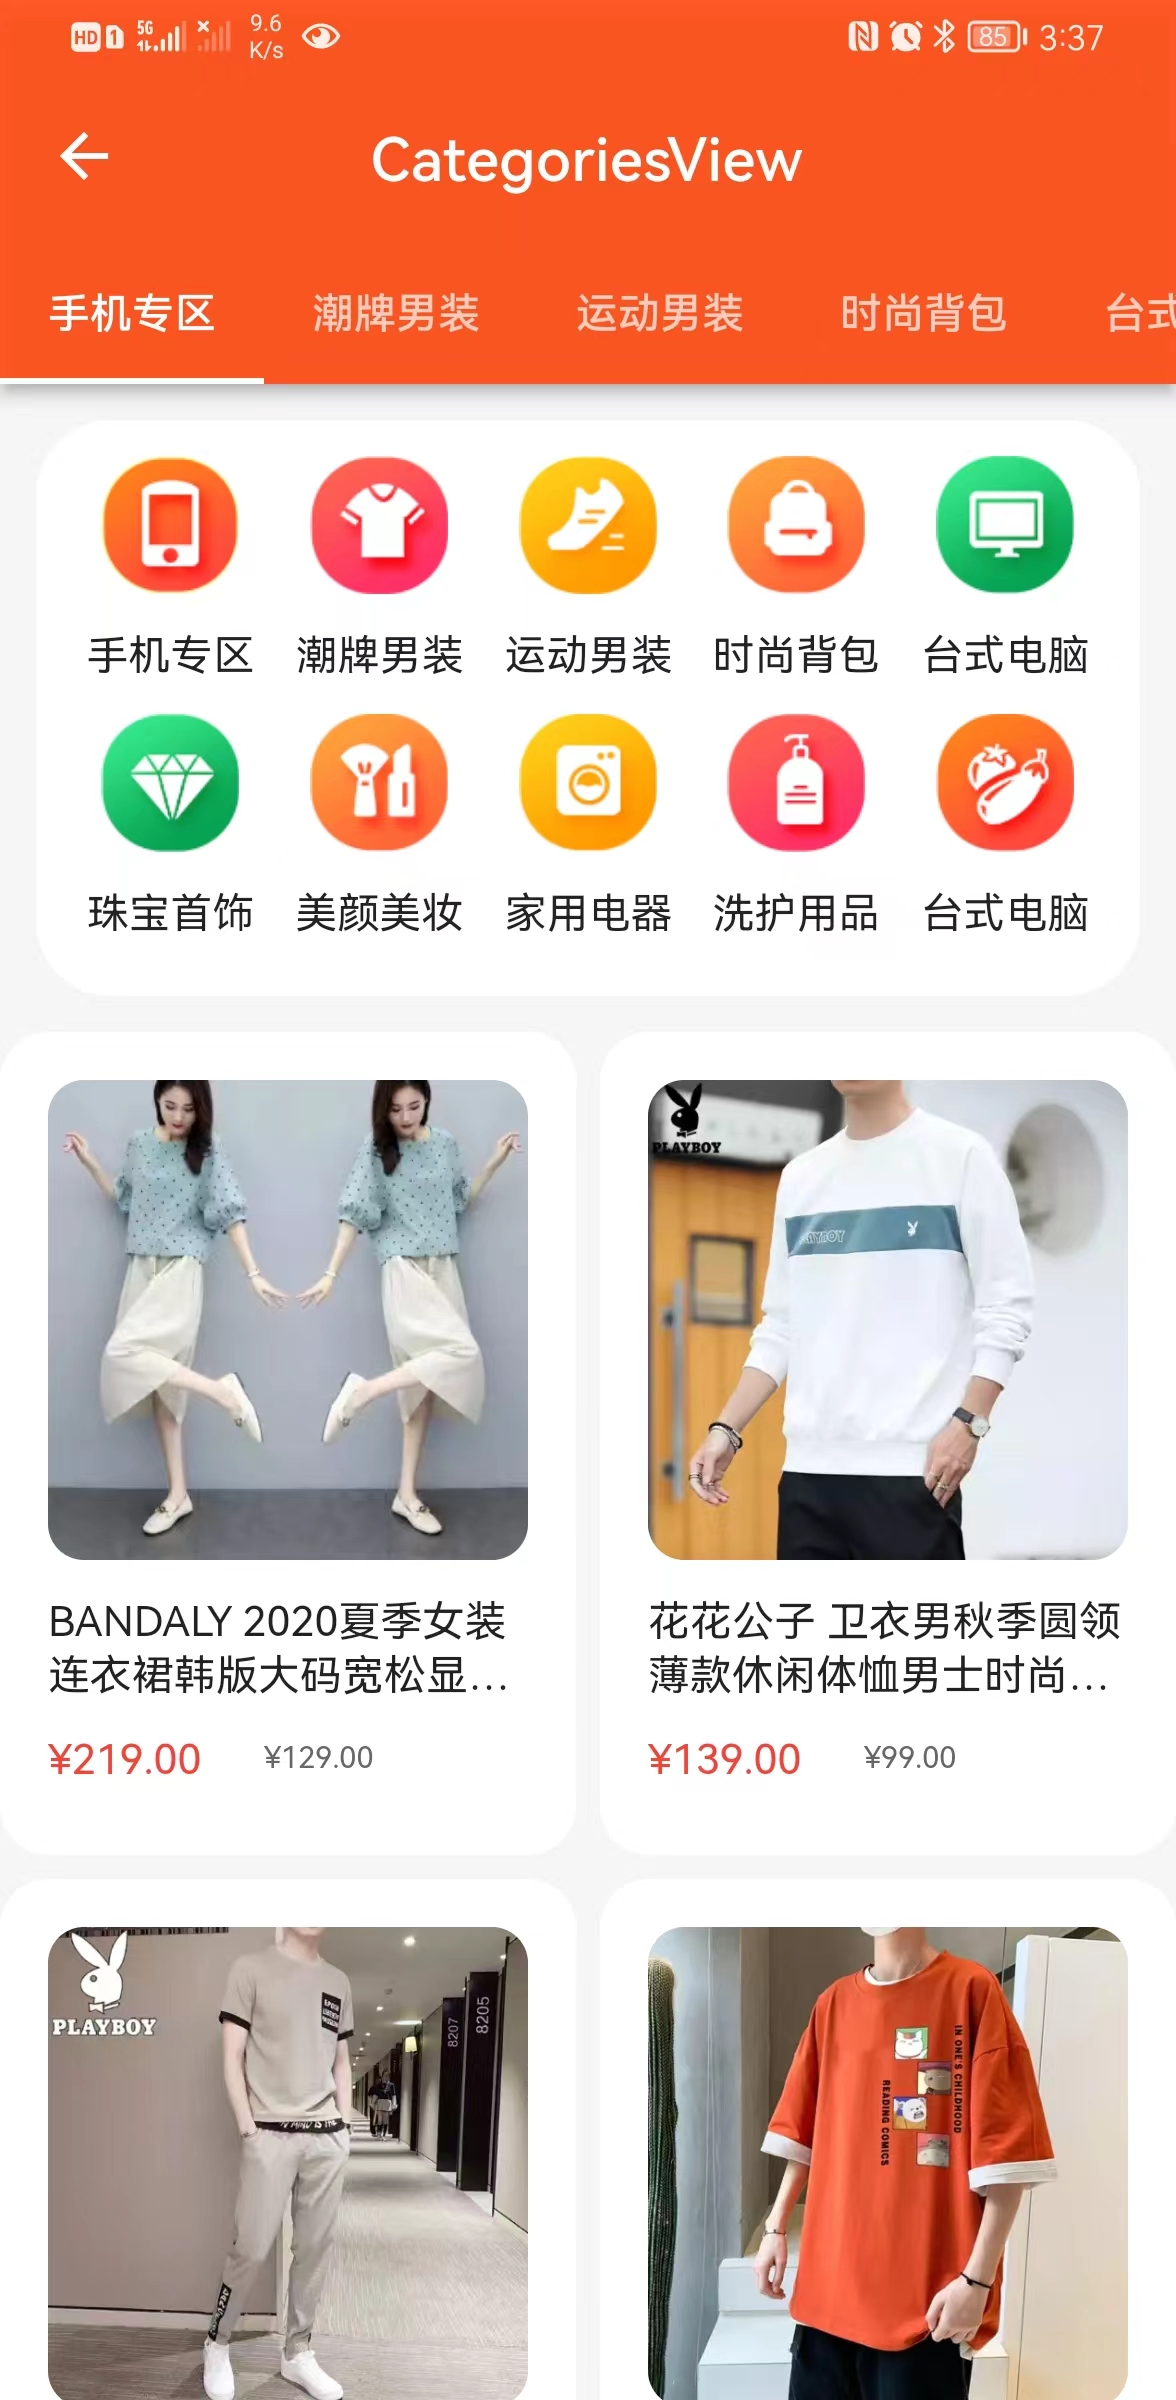 HD 1 5G 9.6 K/s 85 3:37
CategoriesView
手机专区 潮牌男装 运动男装 时尚背包 台式
手机专区 潮牌男装 运动男装 时尚背包 台式电脑
珠宝首饰 美颜美妆 家用电器 洗护用品 台式电脑
PLAYBOY
PLAYBOY
BANDALY 2020夏季女装
连衣裙韩版大码宽松显...
¥219.00 ¥129.00
花花公子 卫衣男秋季圆领
薄款休闲体恤男士时尚...
¥139.00 ¥99.00
PLAYBOY
8207
8205
IN ONE'S CHILDHOOD
READING COMICS